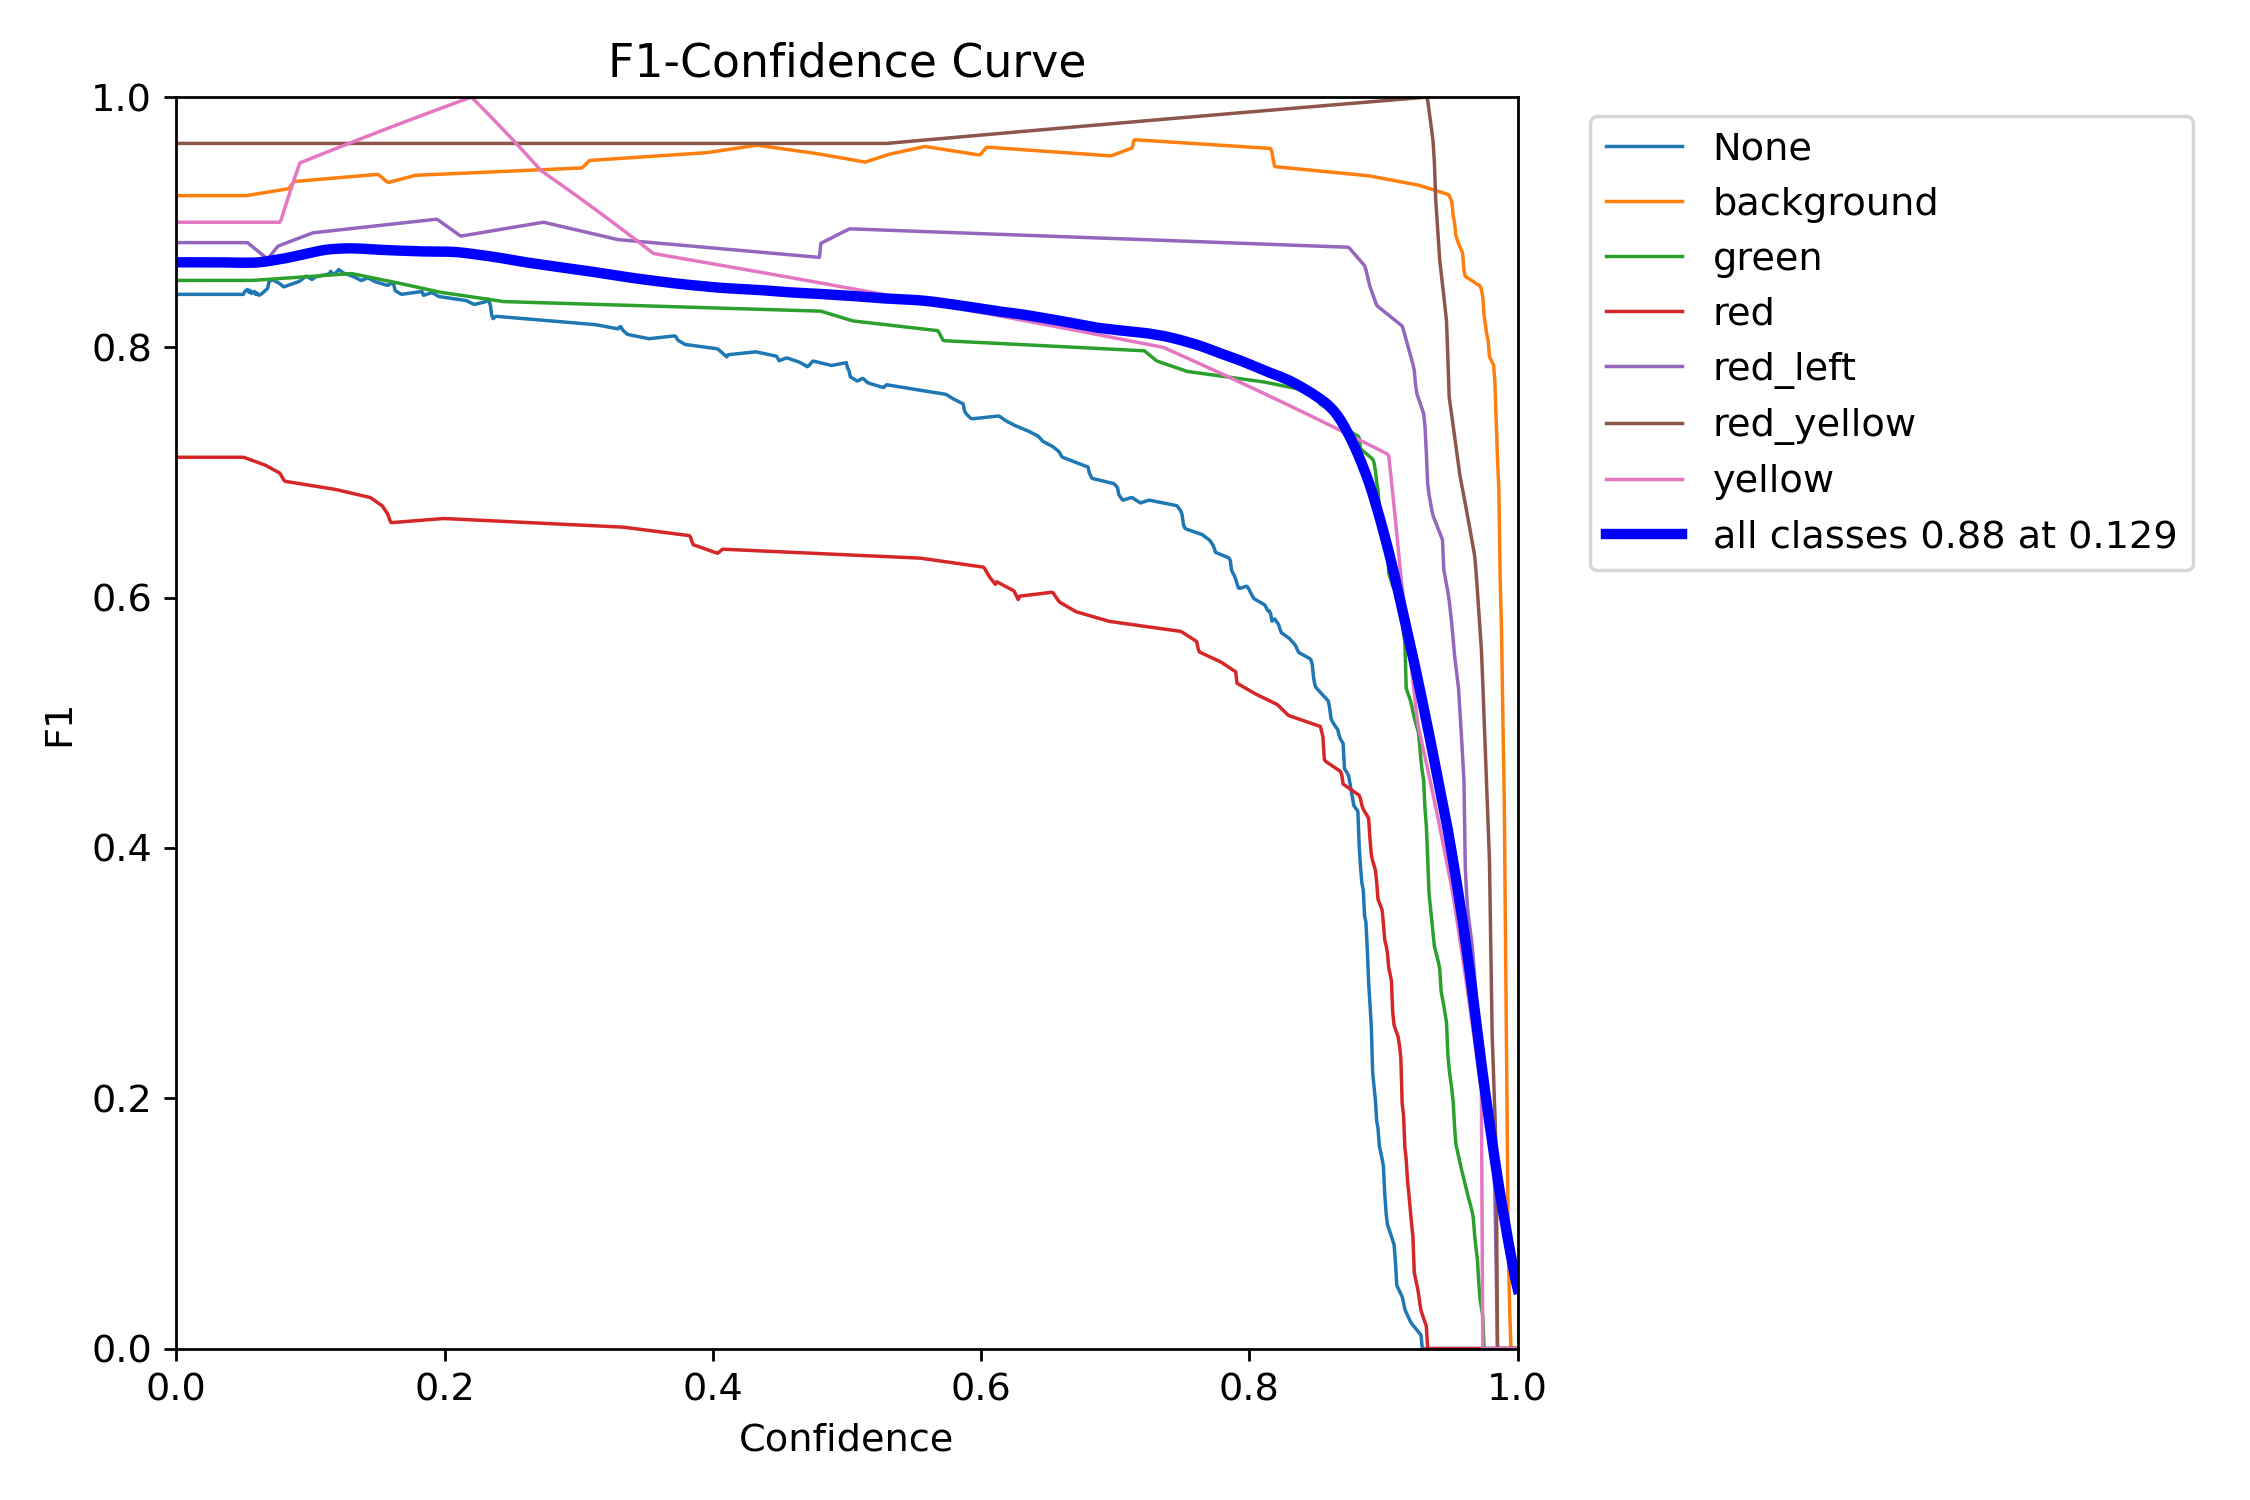 F1-Confidence Curve
1.0
0.8
0.6
0.4
0.2
0.0
F1
0.0 0.2 0.4 0.6 0.8 1.0
Confidence
None
background
green
red
red_left
red_yellow
yellow
all classes 0.88 at 0.129